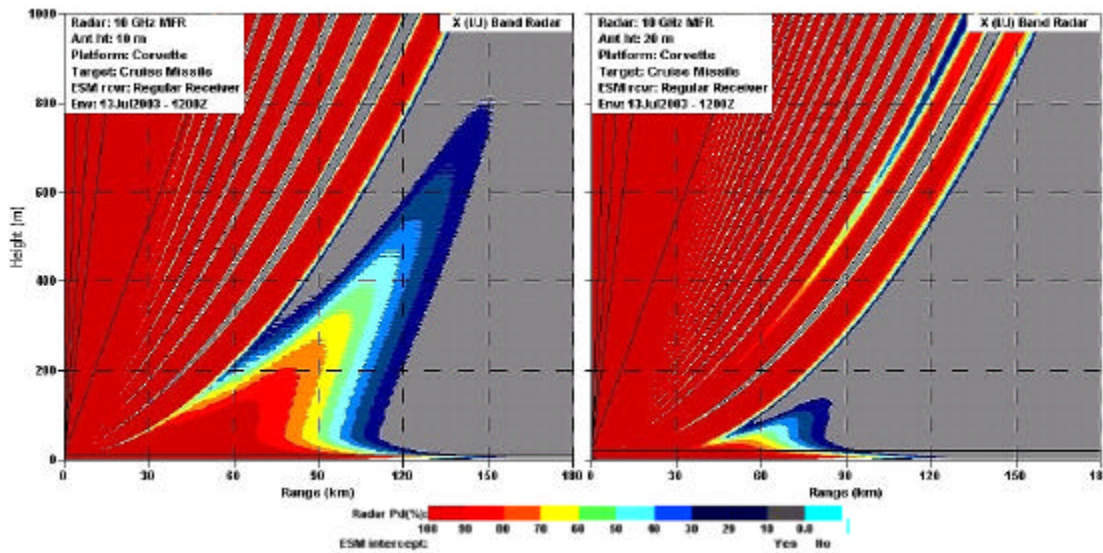 Radar: 10 GHz MFR
Ant ht: 10 m
Platform: Corvette
Target: Cruise Missile
ESM rcvr: Regular Receiver
Env: 13Jul2003 - 1200Z
X (I/J) Band Radar
1000
800
600
400
200
0
Height (m)
0 30 60 90 120 150 180
Range (km)
Radar: 10 GHz MFR
Ant ht: 20 m
Platform: Corvette
Target: Cruise Missile
ESM rcvr: Regular Receiver
Env: 13Jul2003 - 1200Z
X (I/J) Band Radar
0 30 60 90 120 150 180
Range (km)
Radar Pd(%):
100 90 80 70 60 50 40 30 20 10 0.0
ESM intercept: Yes No